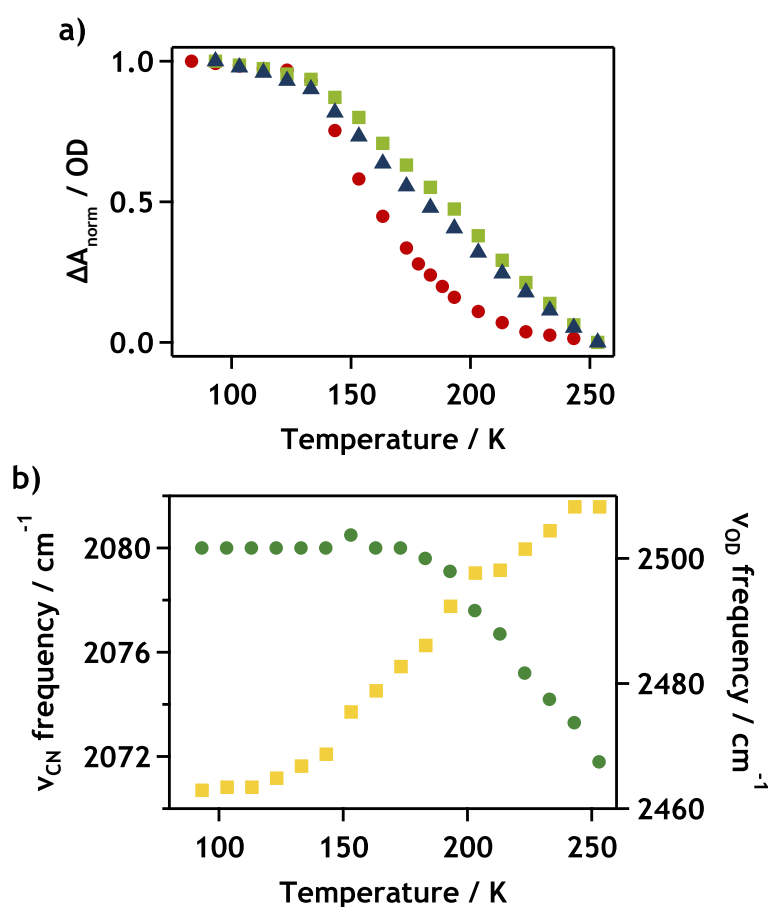 a)
1.0
0.5
0.0
ΔA_norm / OD
100 150 200 250
Temperature / K
b)
2080
2076
2072
ν_CN frequency / cm⁻¹
2500
2480
2460
ν_OD frequency / cm⁻¹
100 150 200 250
Temperature / K